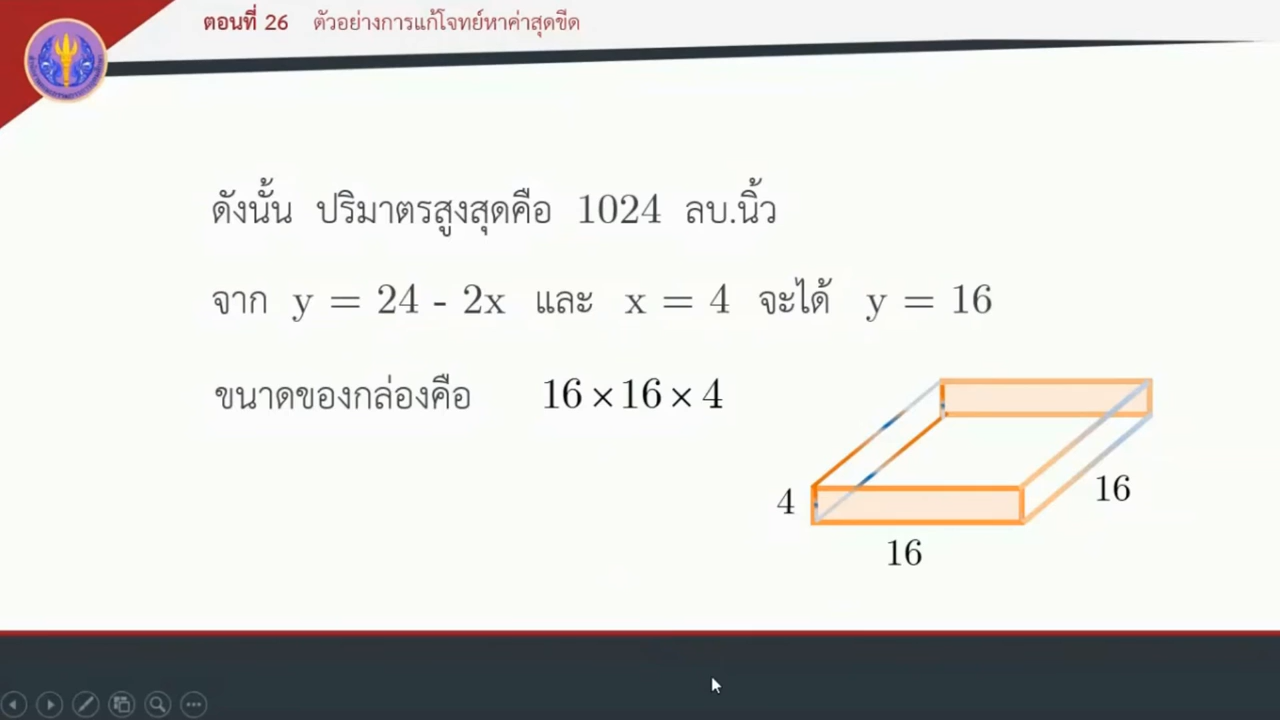 ตอนที่ 26 ตัวอย่างการแก้โจทย์หาค่าสุดขีด
ดังนั้น ปริมาตรสูงสุดคือ 1024 ลบ.นิ้ว
จาก y = 24 - 2x และ x = 4 จะได้ y = 16
ขนาดของกล่องคือ 16 × 16 × 4
4
16
16